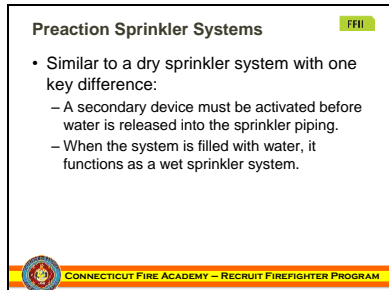 Preaction Sprinkler Systems
FFII
• Similar to a dry sprinkler system with one
key difference:
– A secondary device must be activated before
water is released into the sprinkler piping.
– When the system is filled with water, it
functions as a wet sprinkler system.
CONNECTICUT FIRE ACADEMY – RECRUIT FIREFIGHTER PROGRAM